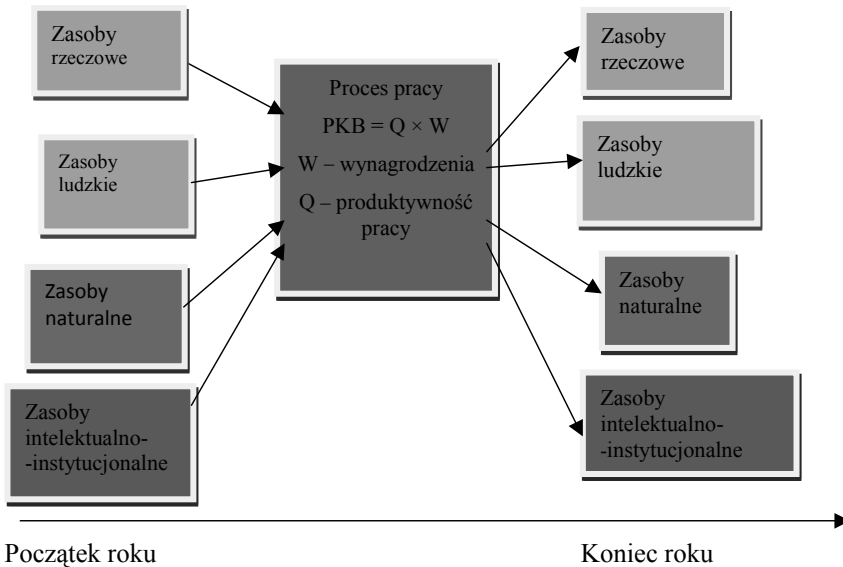 Zasoby
rzeczowe
Zasoby
ludzkie
Zasoby
naturalne
Zasoby
intelektualno-
-instytucjonalne
Proces pracy
PKB = Q × W
W – wynagrodzenia
Q – produktywność
pracy
Zasoby
rzeczowe
Zasoby
ludzkie
Zasoby
naturalne
Zasoby
intelektualno-
-instytucjonalne
Początek roku
Koniec roku